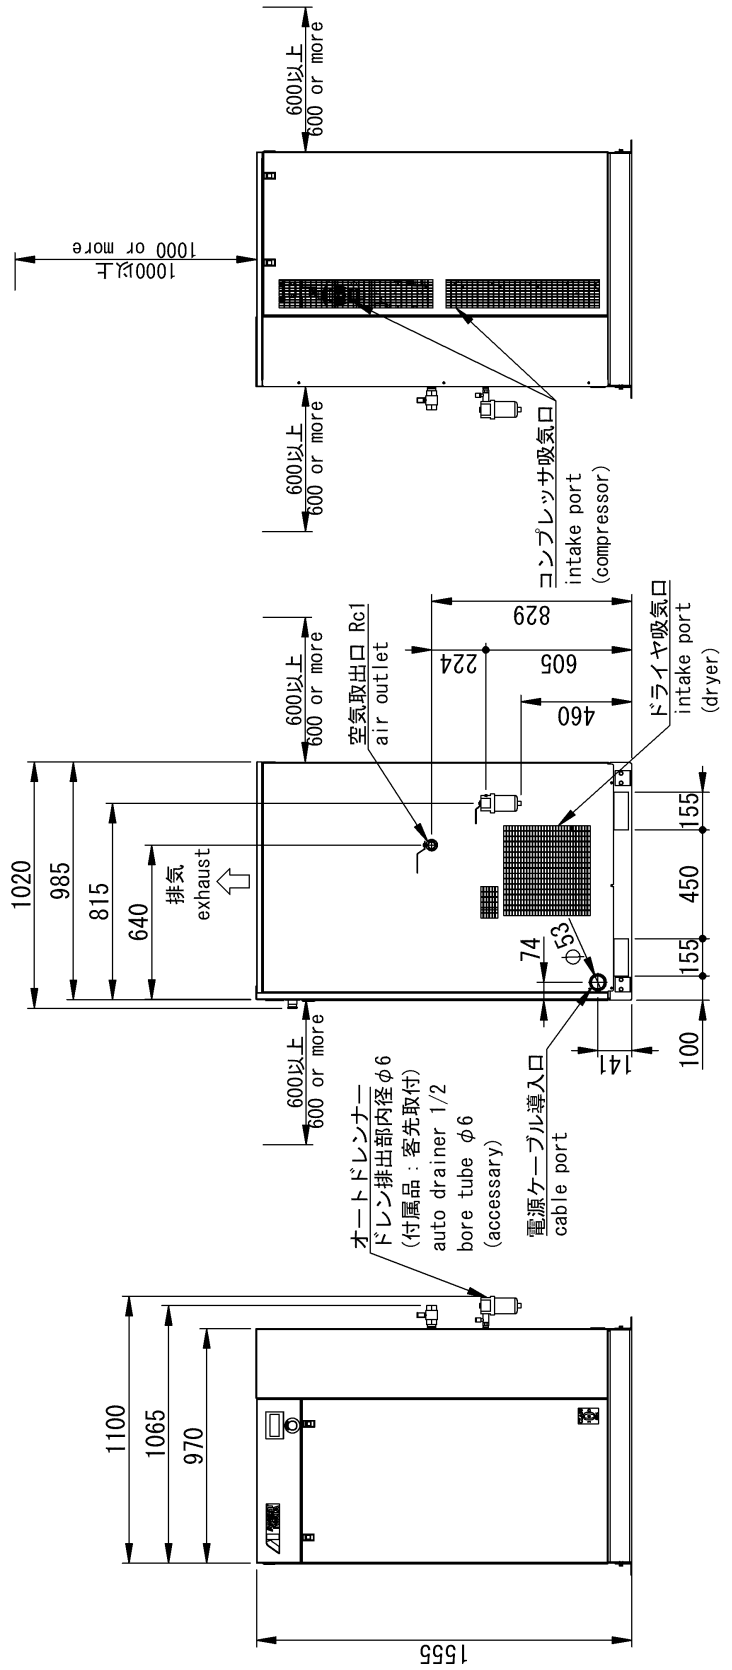 600以上
600 or more
1000以上
1000 or more
600以上
600 or more
コンプレッサ吸気口
intake port
(compressor)
600以上
600 or more
空気取出口 Rc1
air outlet
829
224
605
460
ドライヤ吸気口
intake port
(dryer)
1020
985
815
640
排気
exhaust
155
450
155
100
74
φ53
141
600以上
600 or more
オートドレンナー
ドレン排出部内径φ6
(付属品：客先取付)
auto drainer 1/2
bore tube φ6
(accessary)
電源ケーブル導入口
cable port
1100
1065
970
1555